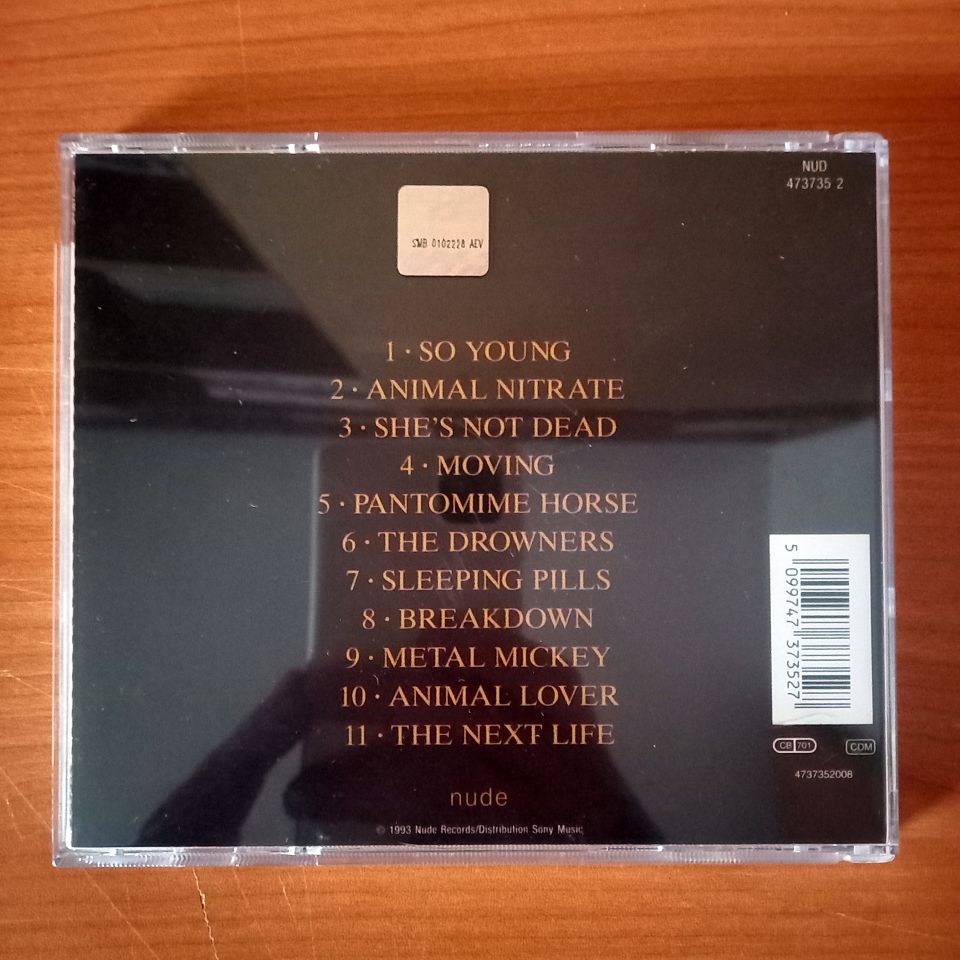 NUD
473735 2
SMB 0102228 AEV
1 · SO YOUNG
2 · ANIMAL NITRATE
3 · SHE'S NOT DEAD
4 · MOVING
5 · PANTOMIME HORSE
6 · THE DROWNERS
7 · SLEEPING PILLS
8 · BREAKDOWN
9 · METAL MICKEY
10 · ANIMAL LOVER
11 · THE NEXT LIFE
5 099747 373527
CB 701
CDM
4737352008
nude
© 1993 Nude Records/Distribution Sony Music